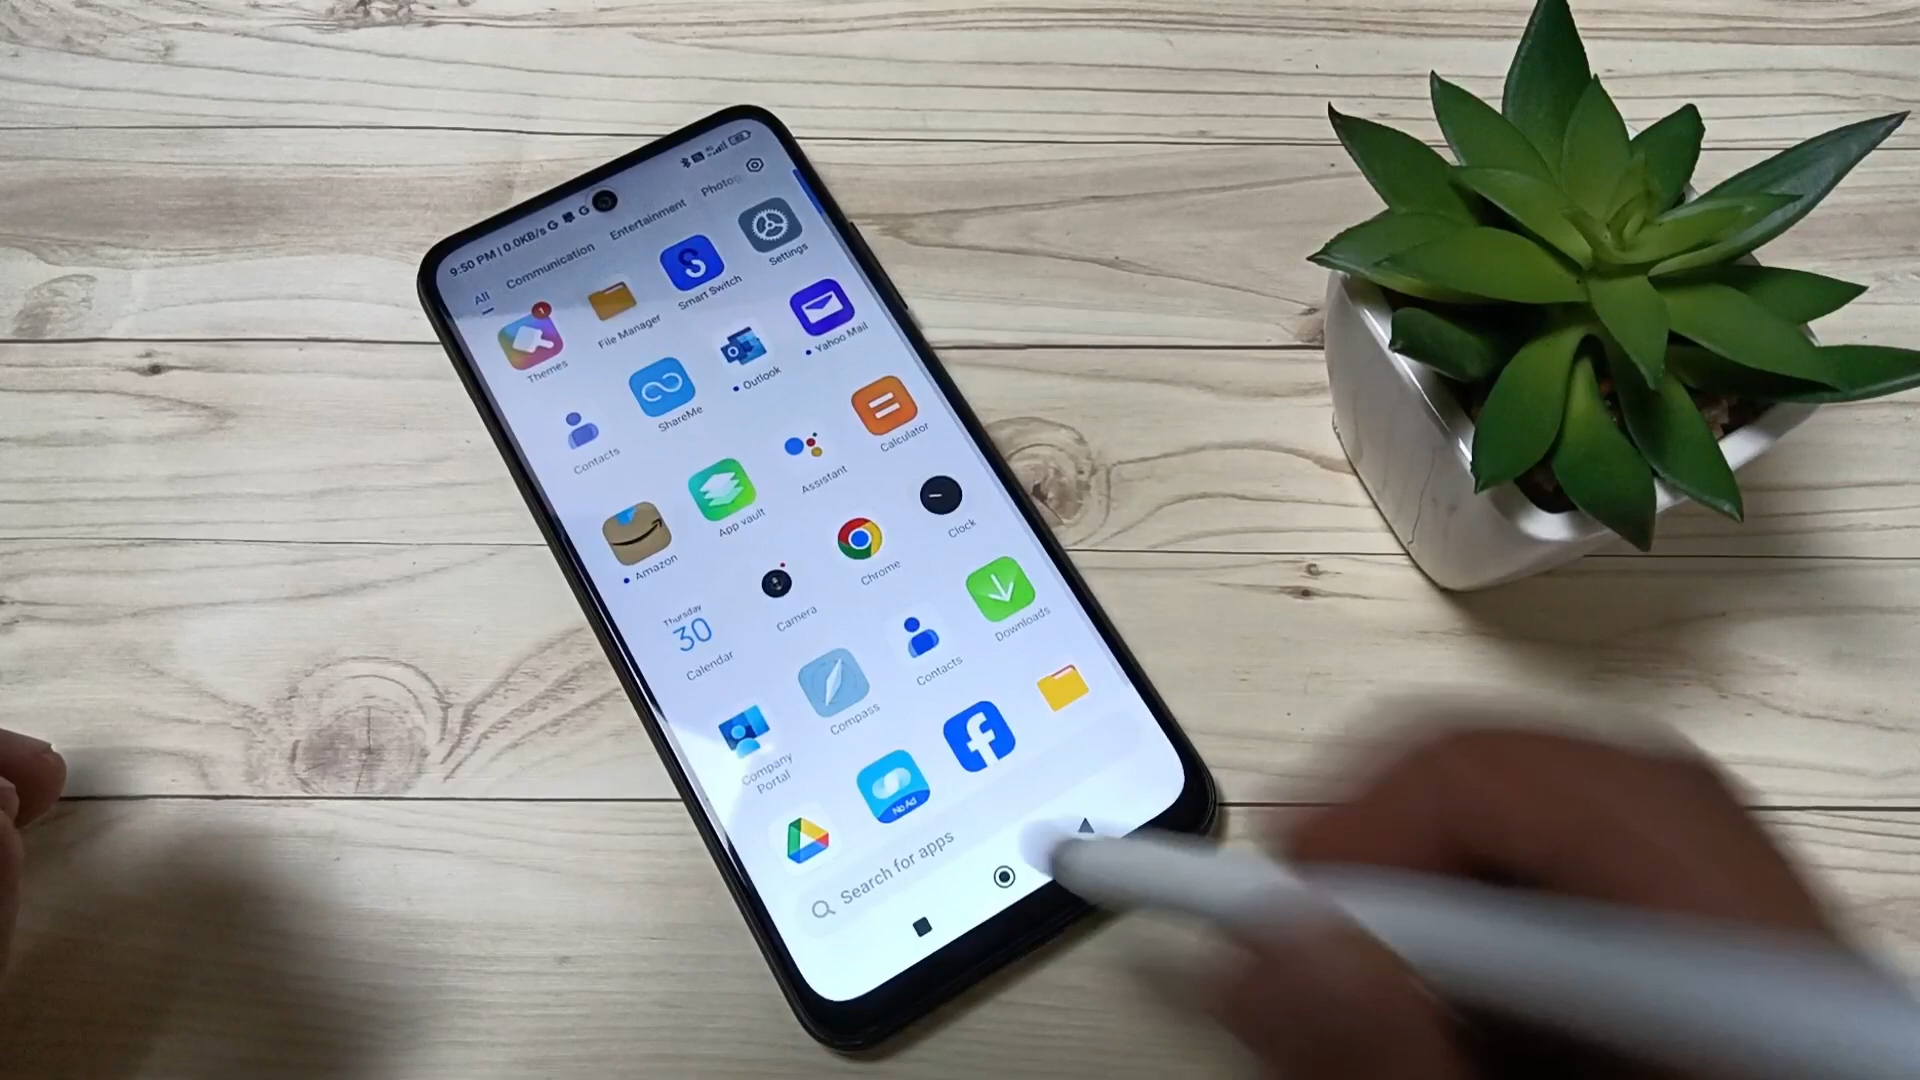 9:50 PM | 0.0KB/s
All Communication Entertainment Photo
Themes File Manager Smart Switch Settings
Contacts ShareMe Outlook Yahoo Mail
Amazon App vault Assistant Calculator
Thursday
30
Calendar Camera Chrome Clock
Company
Portal
Compass Contacts Downloads
No Ad
Search for apps